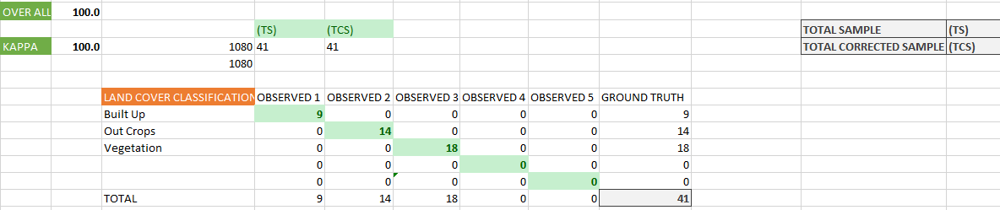 OVER ALL 100.0
(TS) (TCS) TOTAL SAMPLE (TS)
KAPPA 100.0 1080 41 41 TOTAL CORRECTED SAMPLE (TCS)
1080
LAND COVER CLASSIFICATION OBSERVED 1 OBSERVED 2 OBSERVED 3 OBSERVED 4 OBSERVED 5 GROUND TRUTH
Built Up 9 0 0 0 0 9
Out Crops 0 14 0 0 0 14
Vegetation 0 0 18 0 0 18
0 0 0 0 0 0
0 0 0 0 0 0
TOTAL 9 14 18 0 0 41